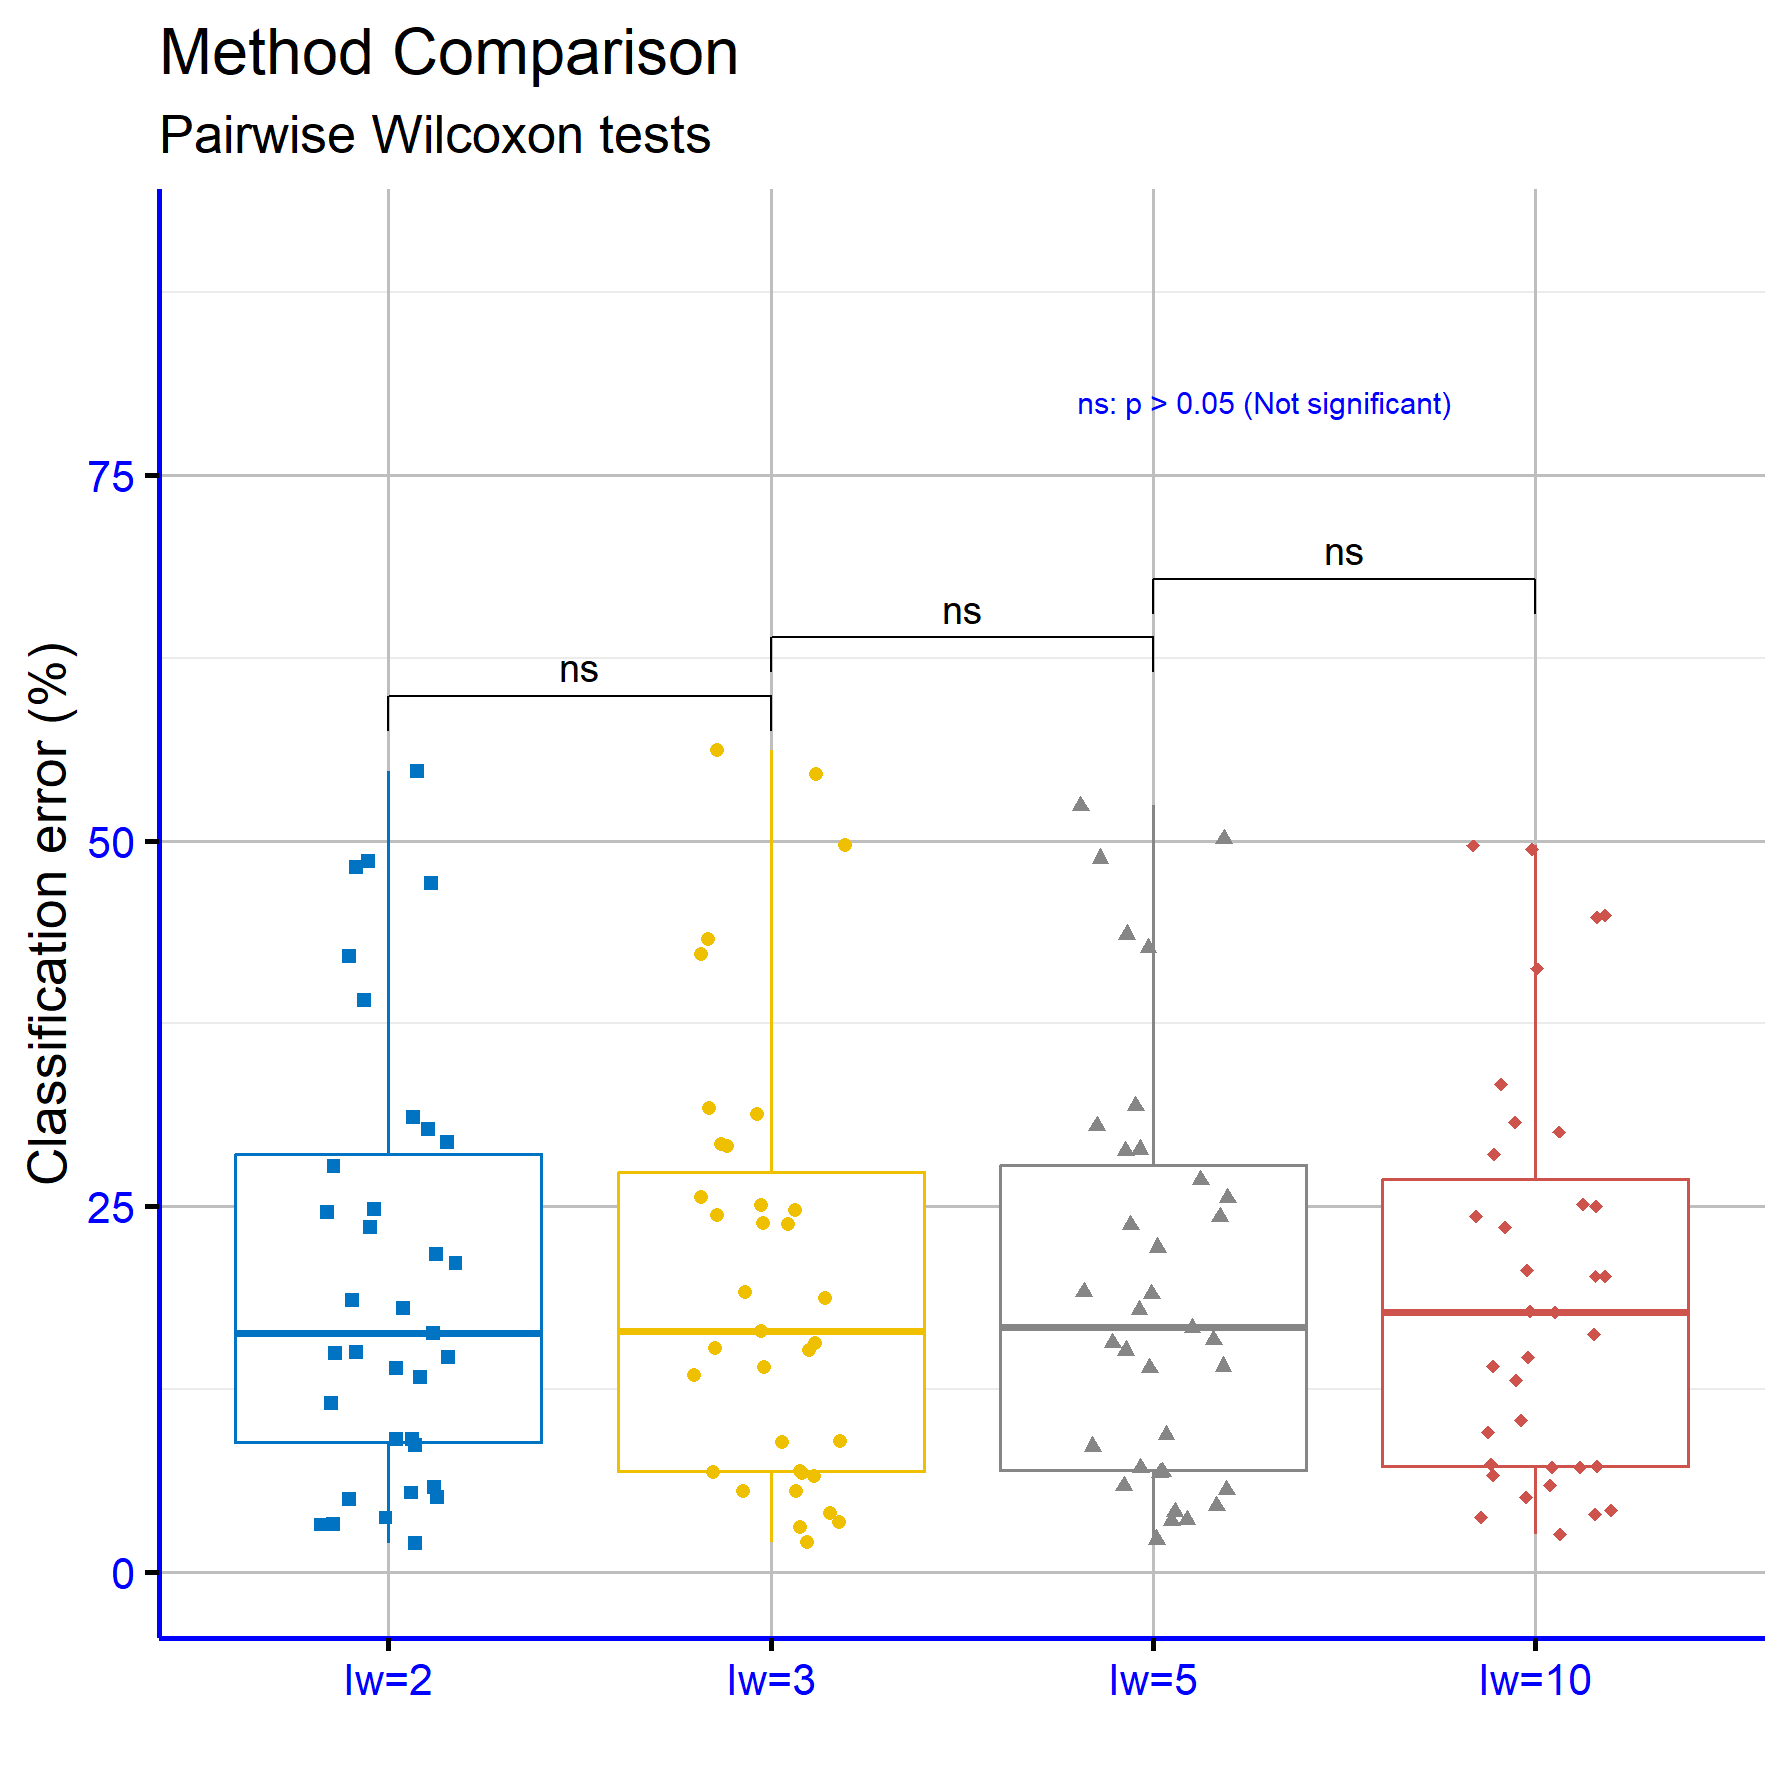 Method Comparison
Pairwise Wilcoxon tests
ns: p > 0.05 (Not significant)
75
ns
ns
ns
50
25
0
Classification error (%)
lw=2
lw=3
lw=5
lw=10